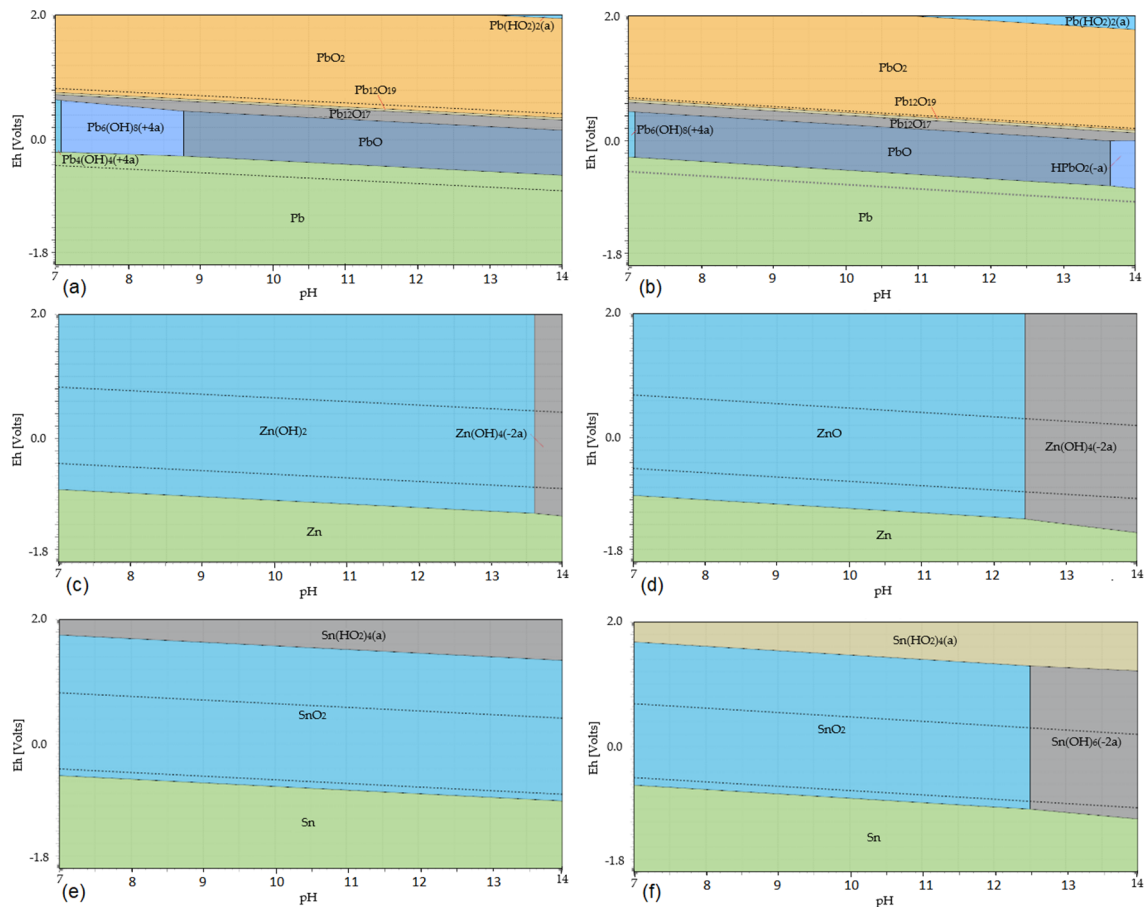 2.0
Pb(HO2)2(a)
PbO2
Pb12O19
Pb12O17
Eh [Volts]
0.0
Pb6(OH)8(+4a)
PbO
Pb4(OH)4(+4a)
Pb
-1.8
7 8 9 10 11 12 13 14
(a)
pH
2.0
Pb(HO2)2(a)
PbO2
Pb12O19
Pb12O17
Eh [Volts]
0.0
Pb6(OH)8(+4a)
PbO
HPbO2(-a)
Pb
-1.8
7 8 9 10 11 12 13 14
(b)
pH
2.0
Eh [Volts]
0.0
Zn(OH)2
Zn(OH)4(-2a)
Zn
-1.8
7 8 9 10 11 12 13 14
(c)
pH
2.0
Eh [Volts]
0.0
ZnO
Zn(OH)4(-2a)
Zn
-1.8
7 8 9 10 11 12 13 14
(d)
pH
2.0
Sn(HO2)4(a)
Eh [Volts]
0.0
SnO2
Sn
-1.8
7 8 9 10 11 12 13 14
(e)
pH
2.0
Sn(HO2)4(a)
Eh [Volts]
0.0
SnO2
Sn(OH)6(-2a)
Sn
-1.8
7 8 9 10 11 12 13 14
(f)
pH